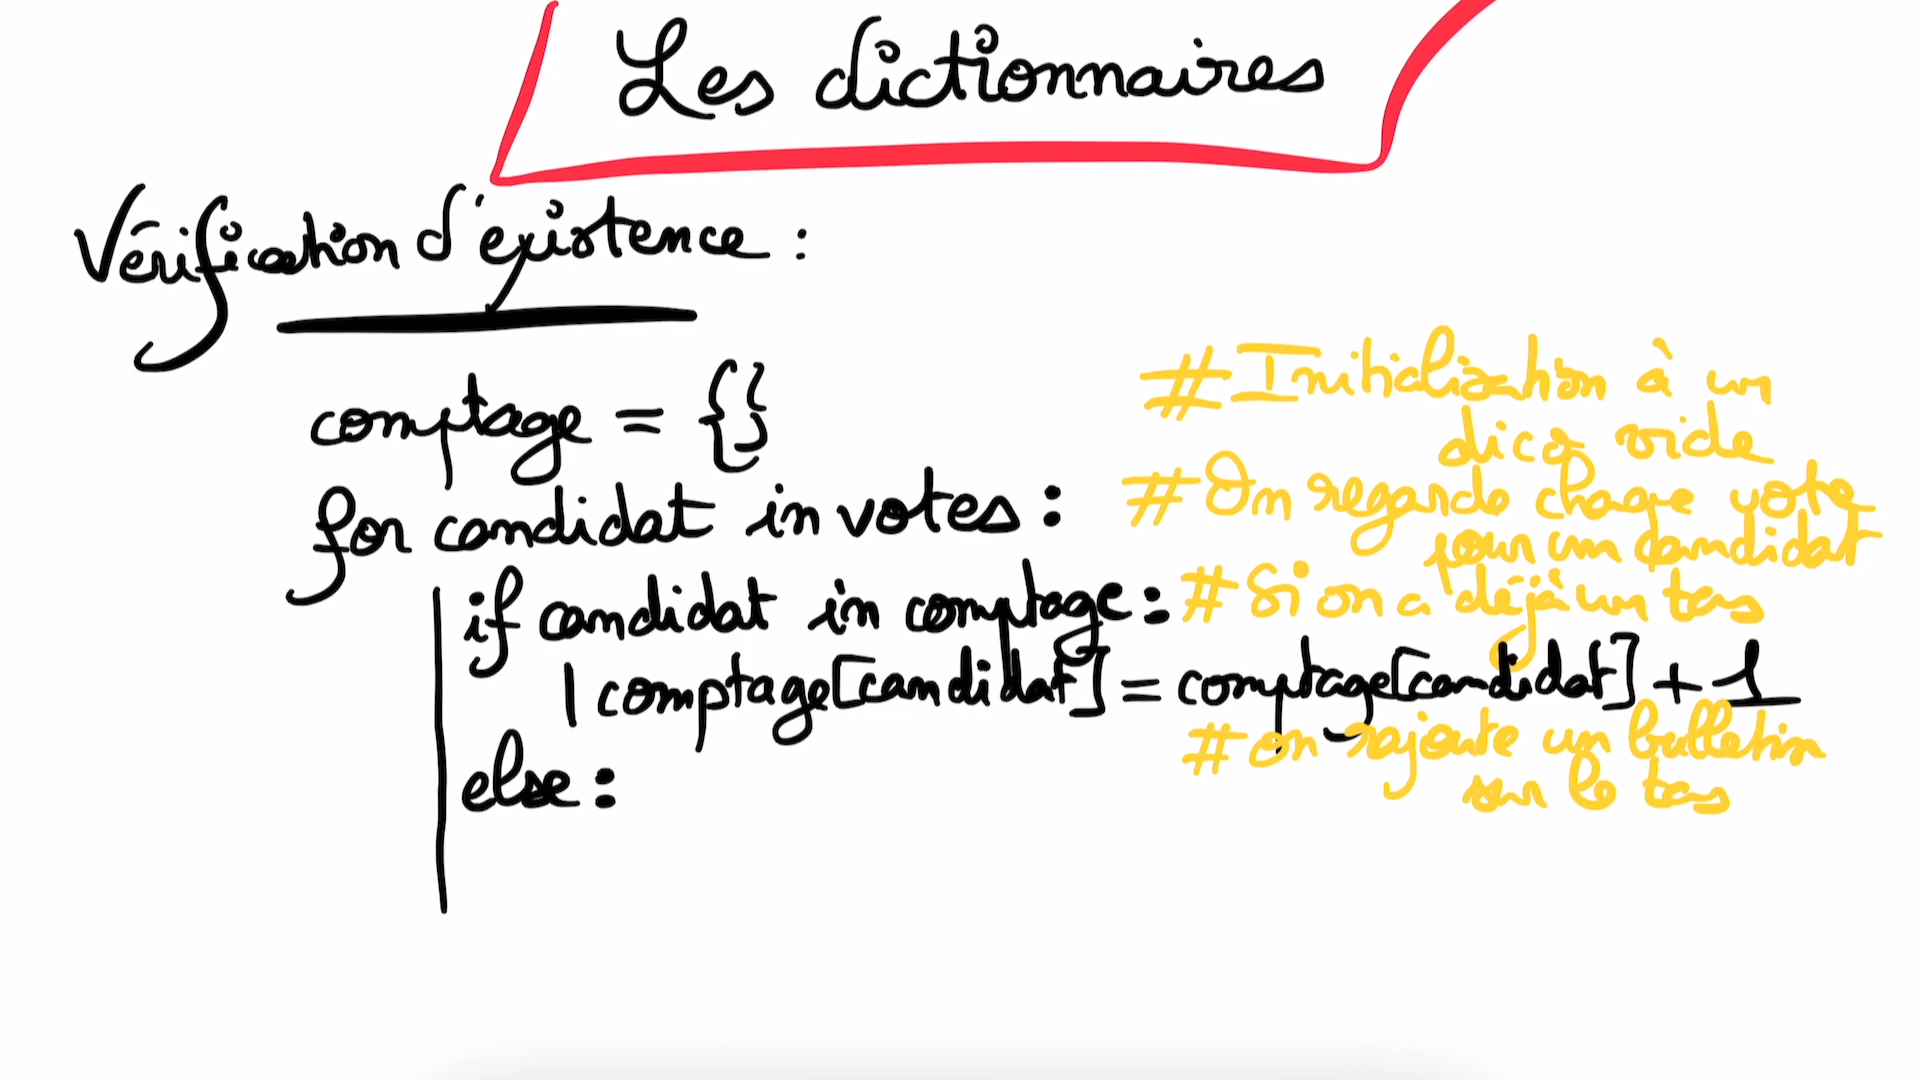 Les dictionnaires
Vérification d'existence :
comptage = {} # Initialisation à un
dico vide
for candidat in votes : # On regarde chaque vote
pour un candidat
if candidat in comptage : # Si on a déjà un tas
comptage[candidat] = comptage[candidat] + 1
# on rajoute un bulletin
sur le tas
else :